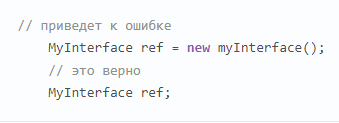 // приведет к ошибке
MyInterface ref = new myInterface();
// это верно
MyInterface ref;